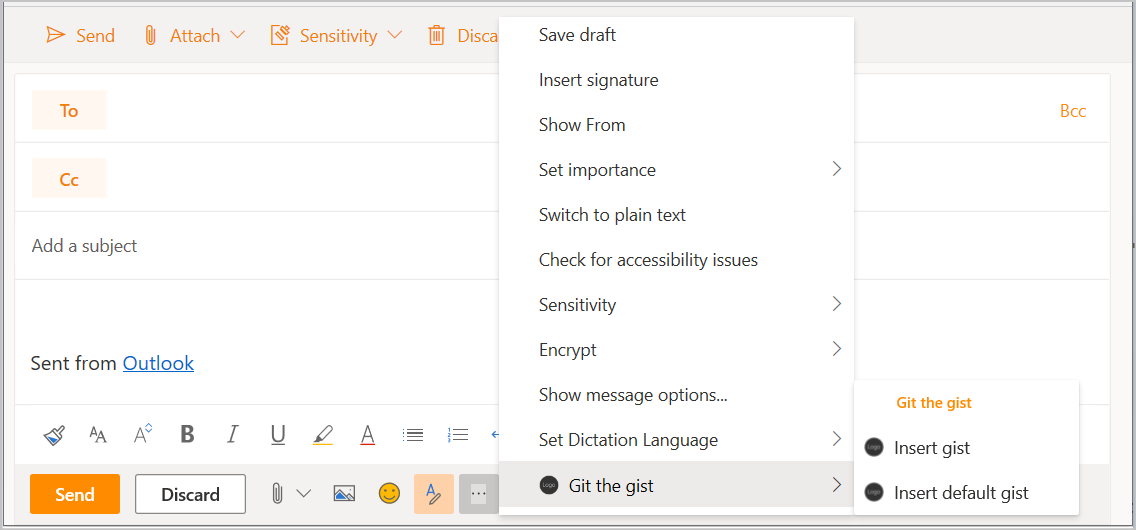 Send Attach Sensitivity Disca
To
Bcc
Cc
Add a subject
Sent from Outlook
Send Discard
Save draft
Insert signature
Show From
Set importance
Switch to plain text
Check for accessibility issues
Sensitivity
Encrypt
Show message options...
Set Dictation Language
Git the gist
Git the gist
Insert gist
Insert default gist